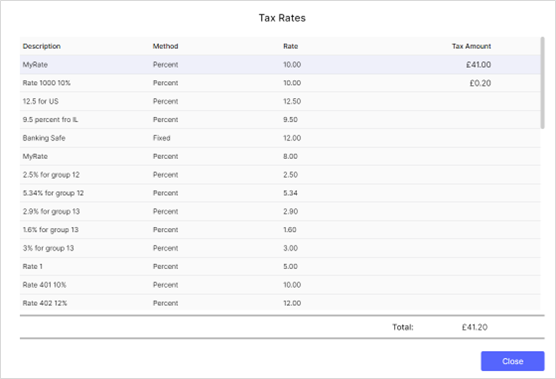 Tax Rates
Description Method Rate Tax Amount
MyRate Percent 10.00 £41.00
Rate 1000 10% Percent 10.00 £0.20
12.5 for US Percent 12.50
9.5 percent fro IL Percent 9.50
Banking Safe Fixed 12.00
MyRate Percent 8.00
2.5% for group 12 Percent 2.50
5.34% for group 12 Percent 5.34
2.9% for group 13 Percent 2.90
1.6% for group 13 Percent 1.60
3% for group 13 Percent 3.00
Rate 1 Percent 5.00
Rate 401 10% Percent 10.00
Rate 402 12% Percent 12.00
Total: £41.20
Close